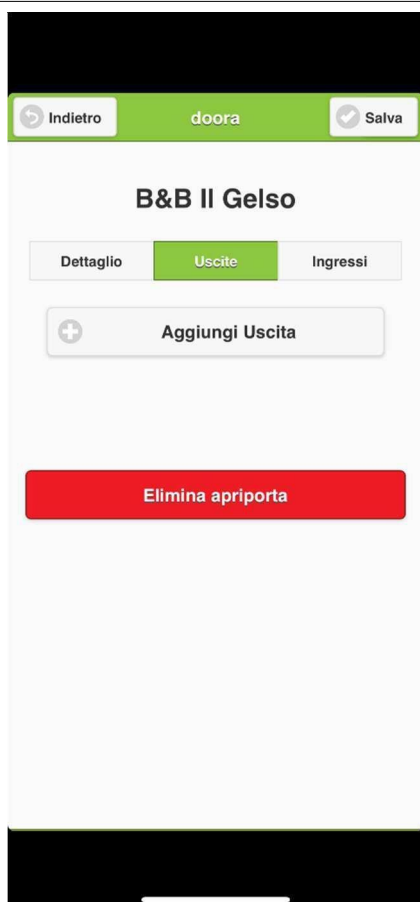 Indietro
doora
Salva
B&B Il Gelso
Dettaglio
Uscite
Ingressi
Aggiungi Uscita
Elimina apriporta